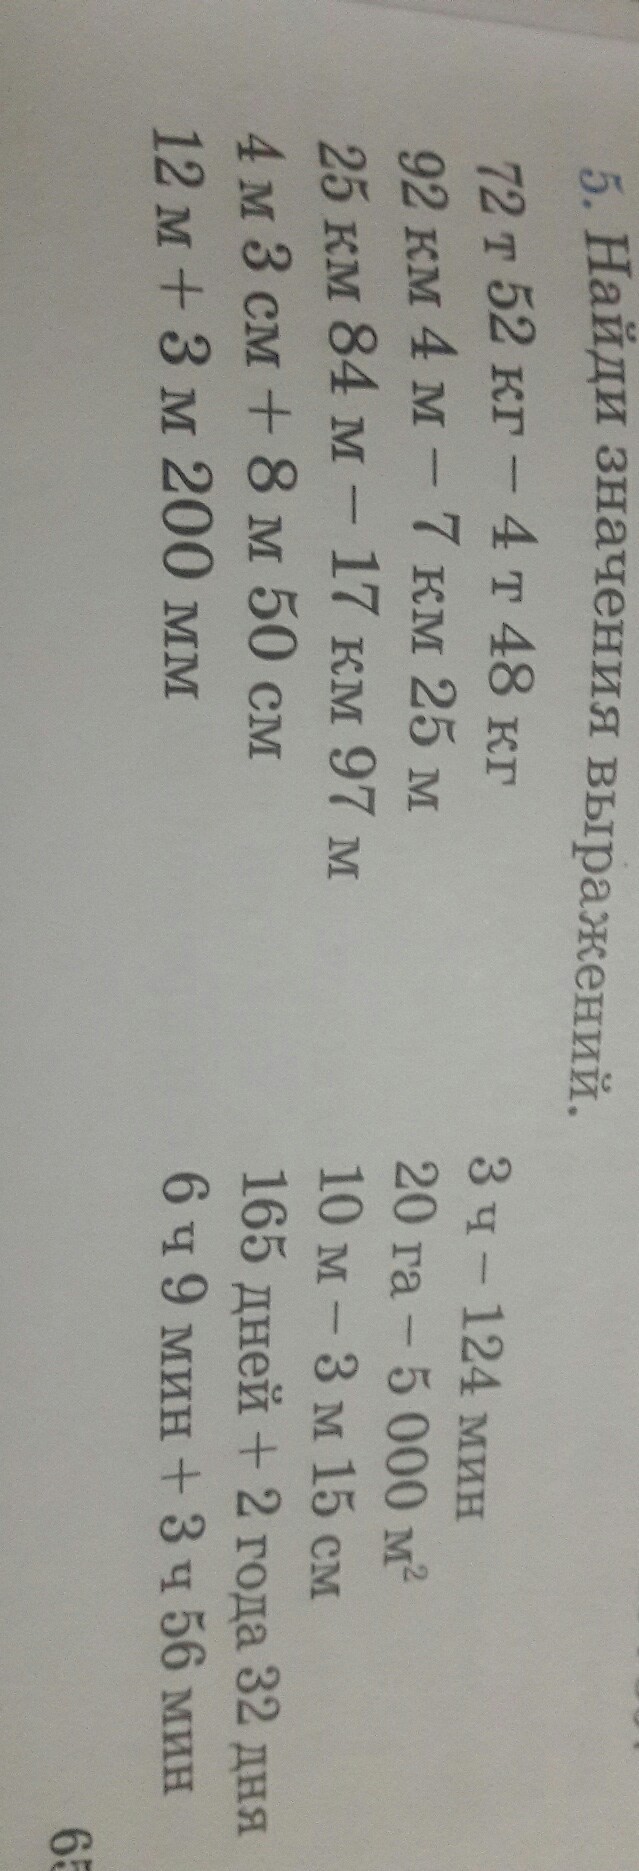 5. Найди значения выражений.
72 т 52 кг − 4 т 48 кг
92 км 4 м − 7 км 25 м
25 км 84 м − 17 км 97 м
4 м 3 см + 8 м 50 см
12 м + 3 м 200 мм
3 ч − 124 мин
20 га − 5 000 м²
10 м − 3 м 15 см
165 дней + 2 года 32 дня
6 ч 9 мин + 3 ч 56 мин